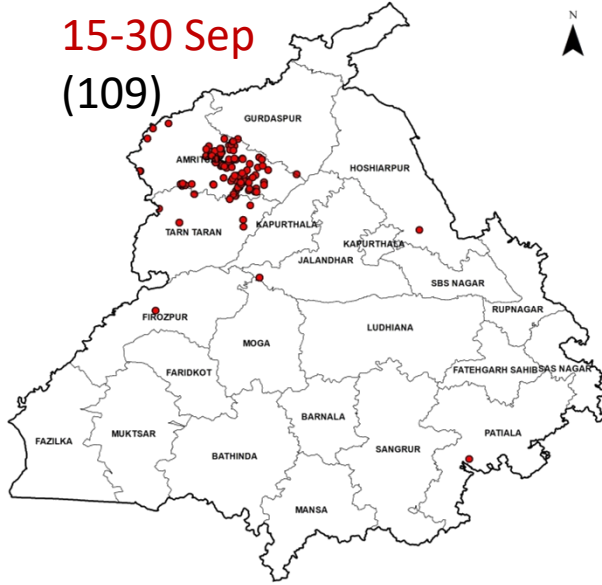 15-30 Sep
(109)
N
GURDASPUR
AMRITSAR
HOSHIARPUR
TARN TARAN
KAPURTHALA
KAPURTHALA
JALANDHAR
SBS NAGAR
RUPNAGAR
FIROZPUR
LUDHIANA
MOGA
FARIDKOT
FATEHGARH SAHIB
SAS NAGAR
BARNALA
MUKTSAR
PATIALA
FAZILKA
SANGRUR
BATHINDA
MANSA